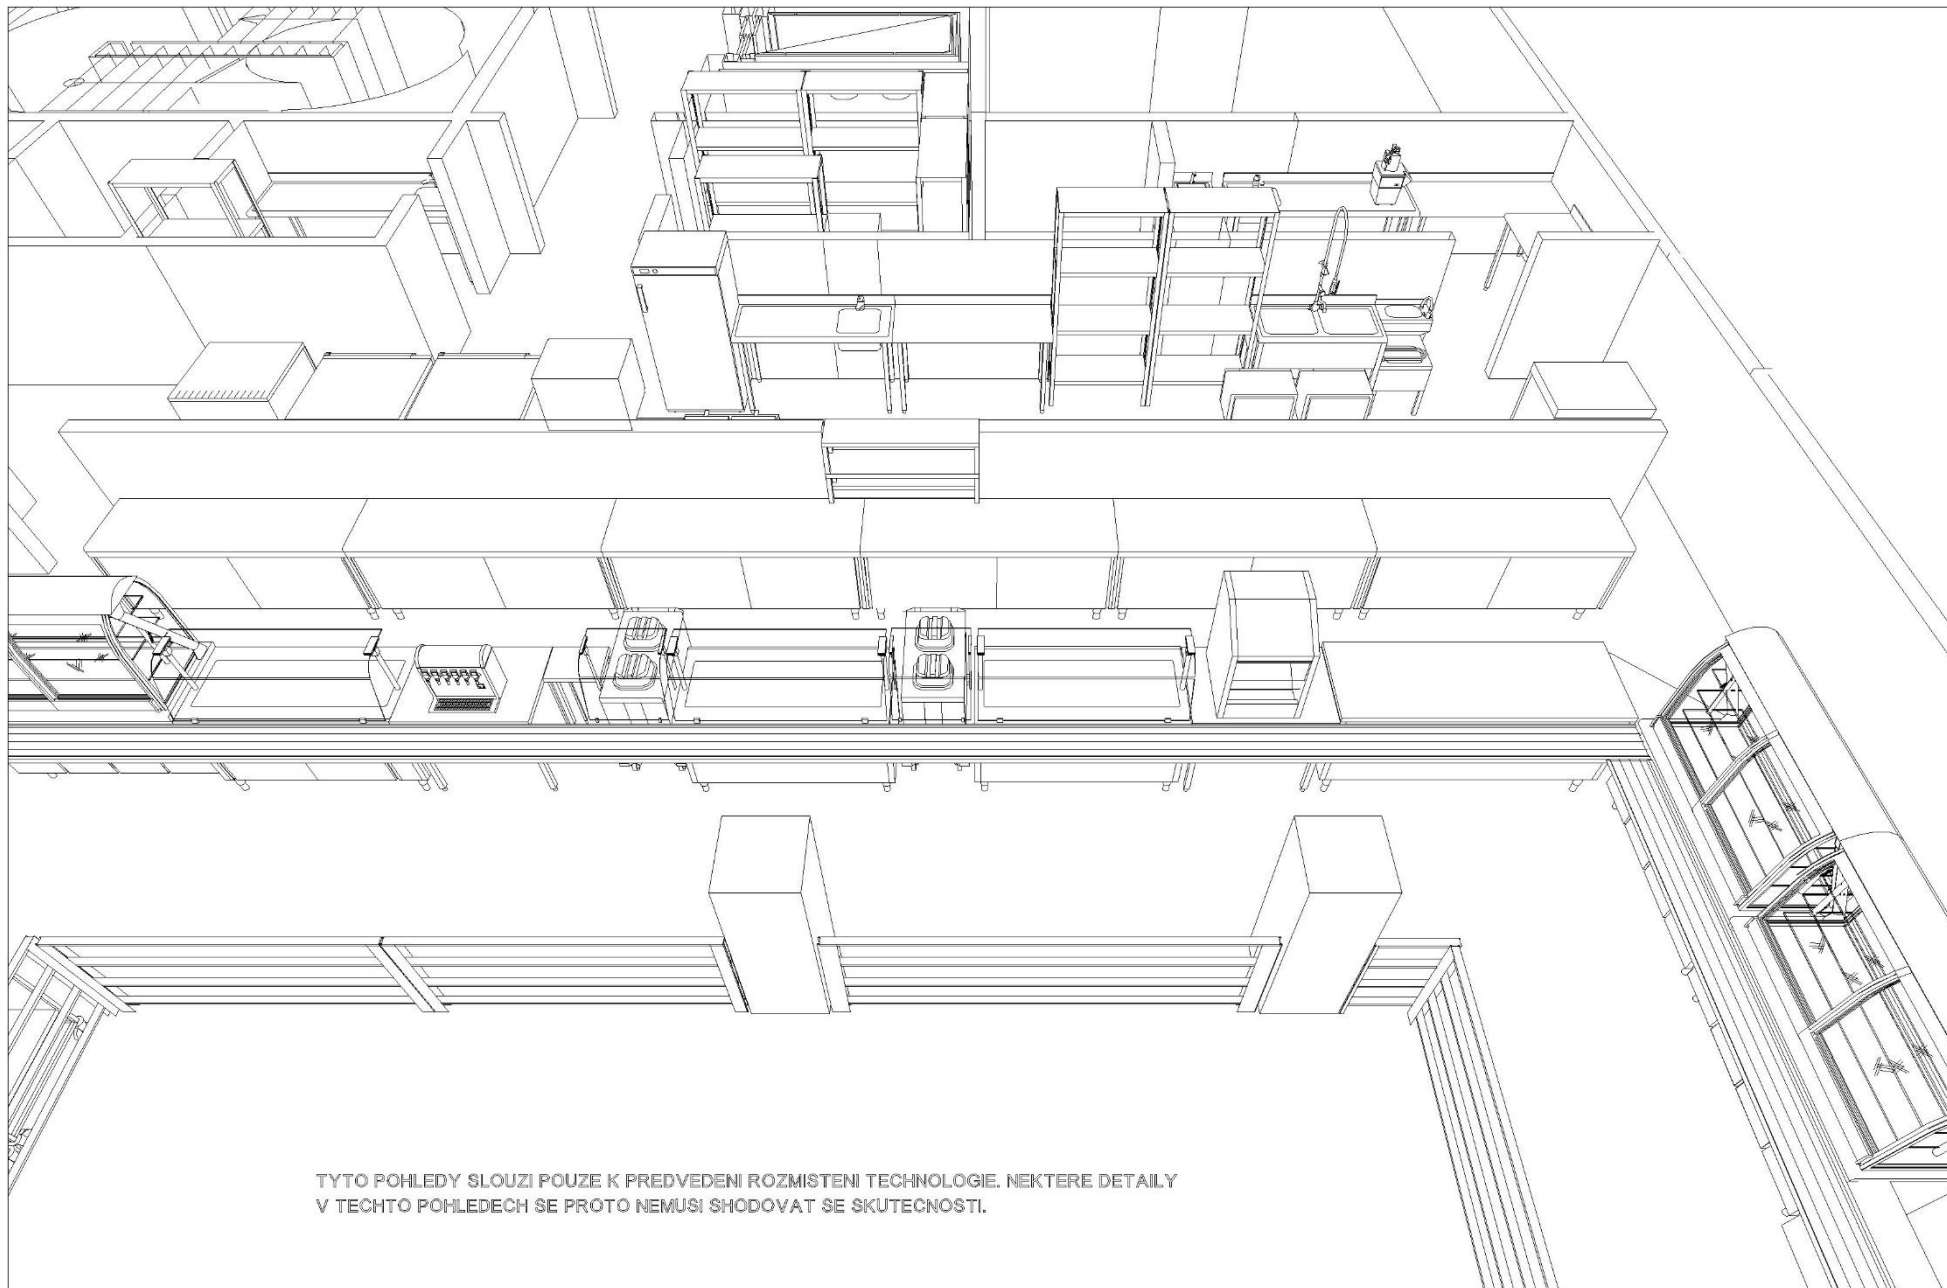 TYTO POHLEDY SLOUZI POUZE K PREDVEDENI ROZMISTENI TECHNOLOGIE. NEKTERE DETAILY
V TECHTO POHLEDECH SE PROTO NEMUSI SHODOVAT SE SKUTECNOSTI.